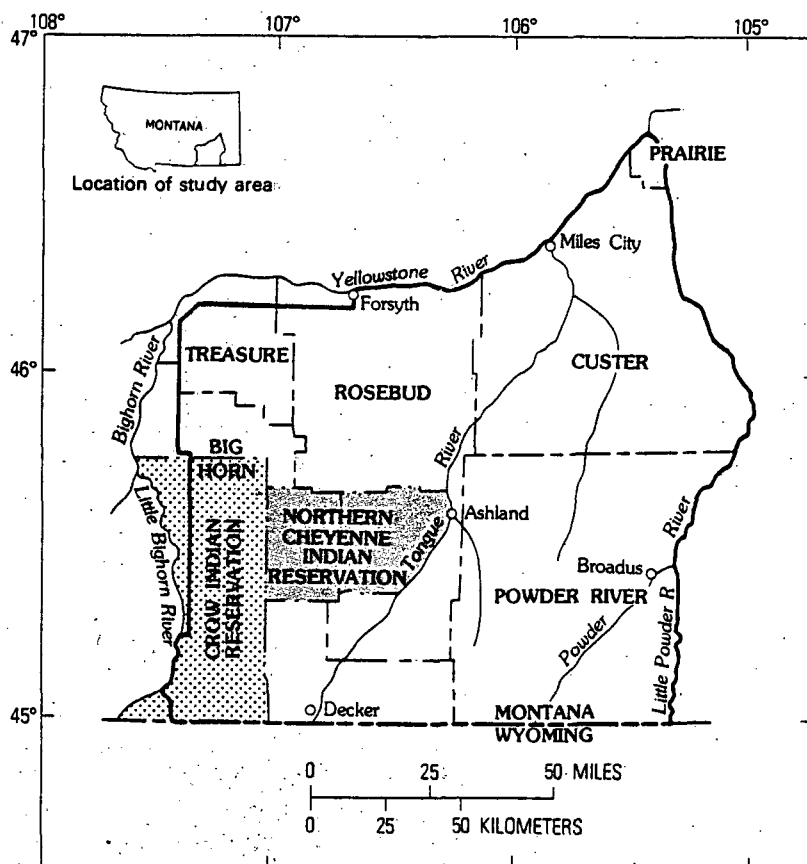 108° 107° 106° 105°
47°
MONTANA
Location of study area
PRAIRIE
Miles City
Yellowstone River
Forsyth
Bighorn River
TREASURE
CUSTER
46°
ROSEBUD
River
BIG
HORN
Little Bighorn River
CROW INDIAN
RESERVATION
NORTHERN
CHEYENNE
INDIAN
RESERVATION
Tongue
Ashland
River
Broadus
POWDER RIVER
Powder
Little Powder R
45°
Decker
MONTANA
WYOMING
0 25 50 MILES
0 25 50 KILOMETERS